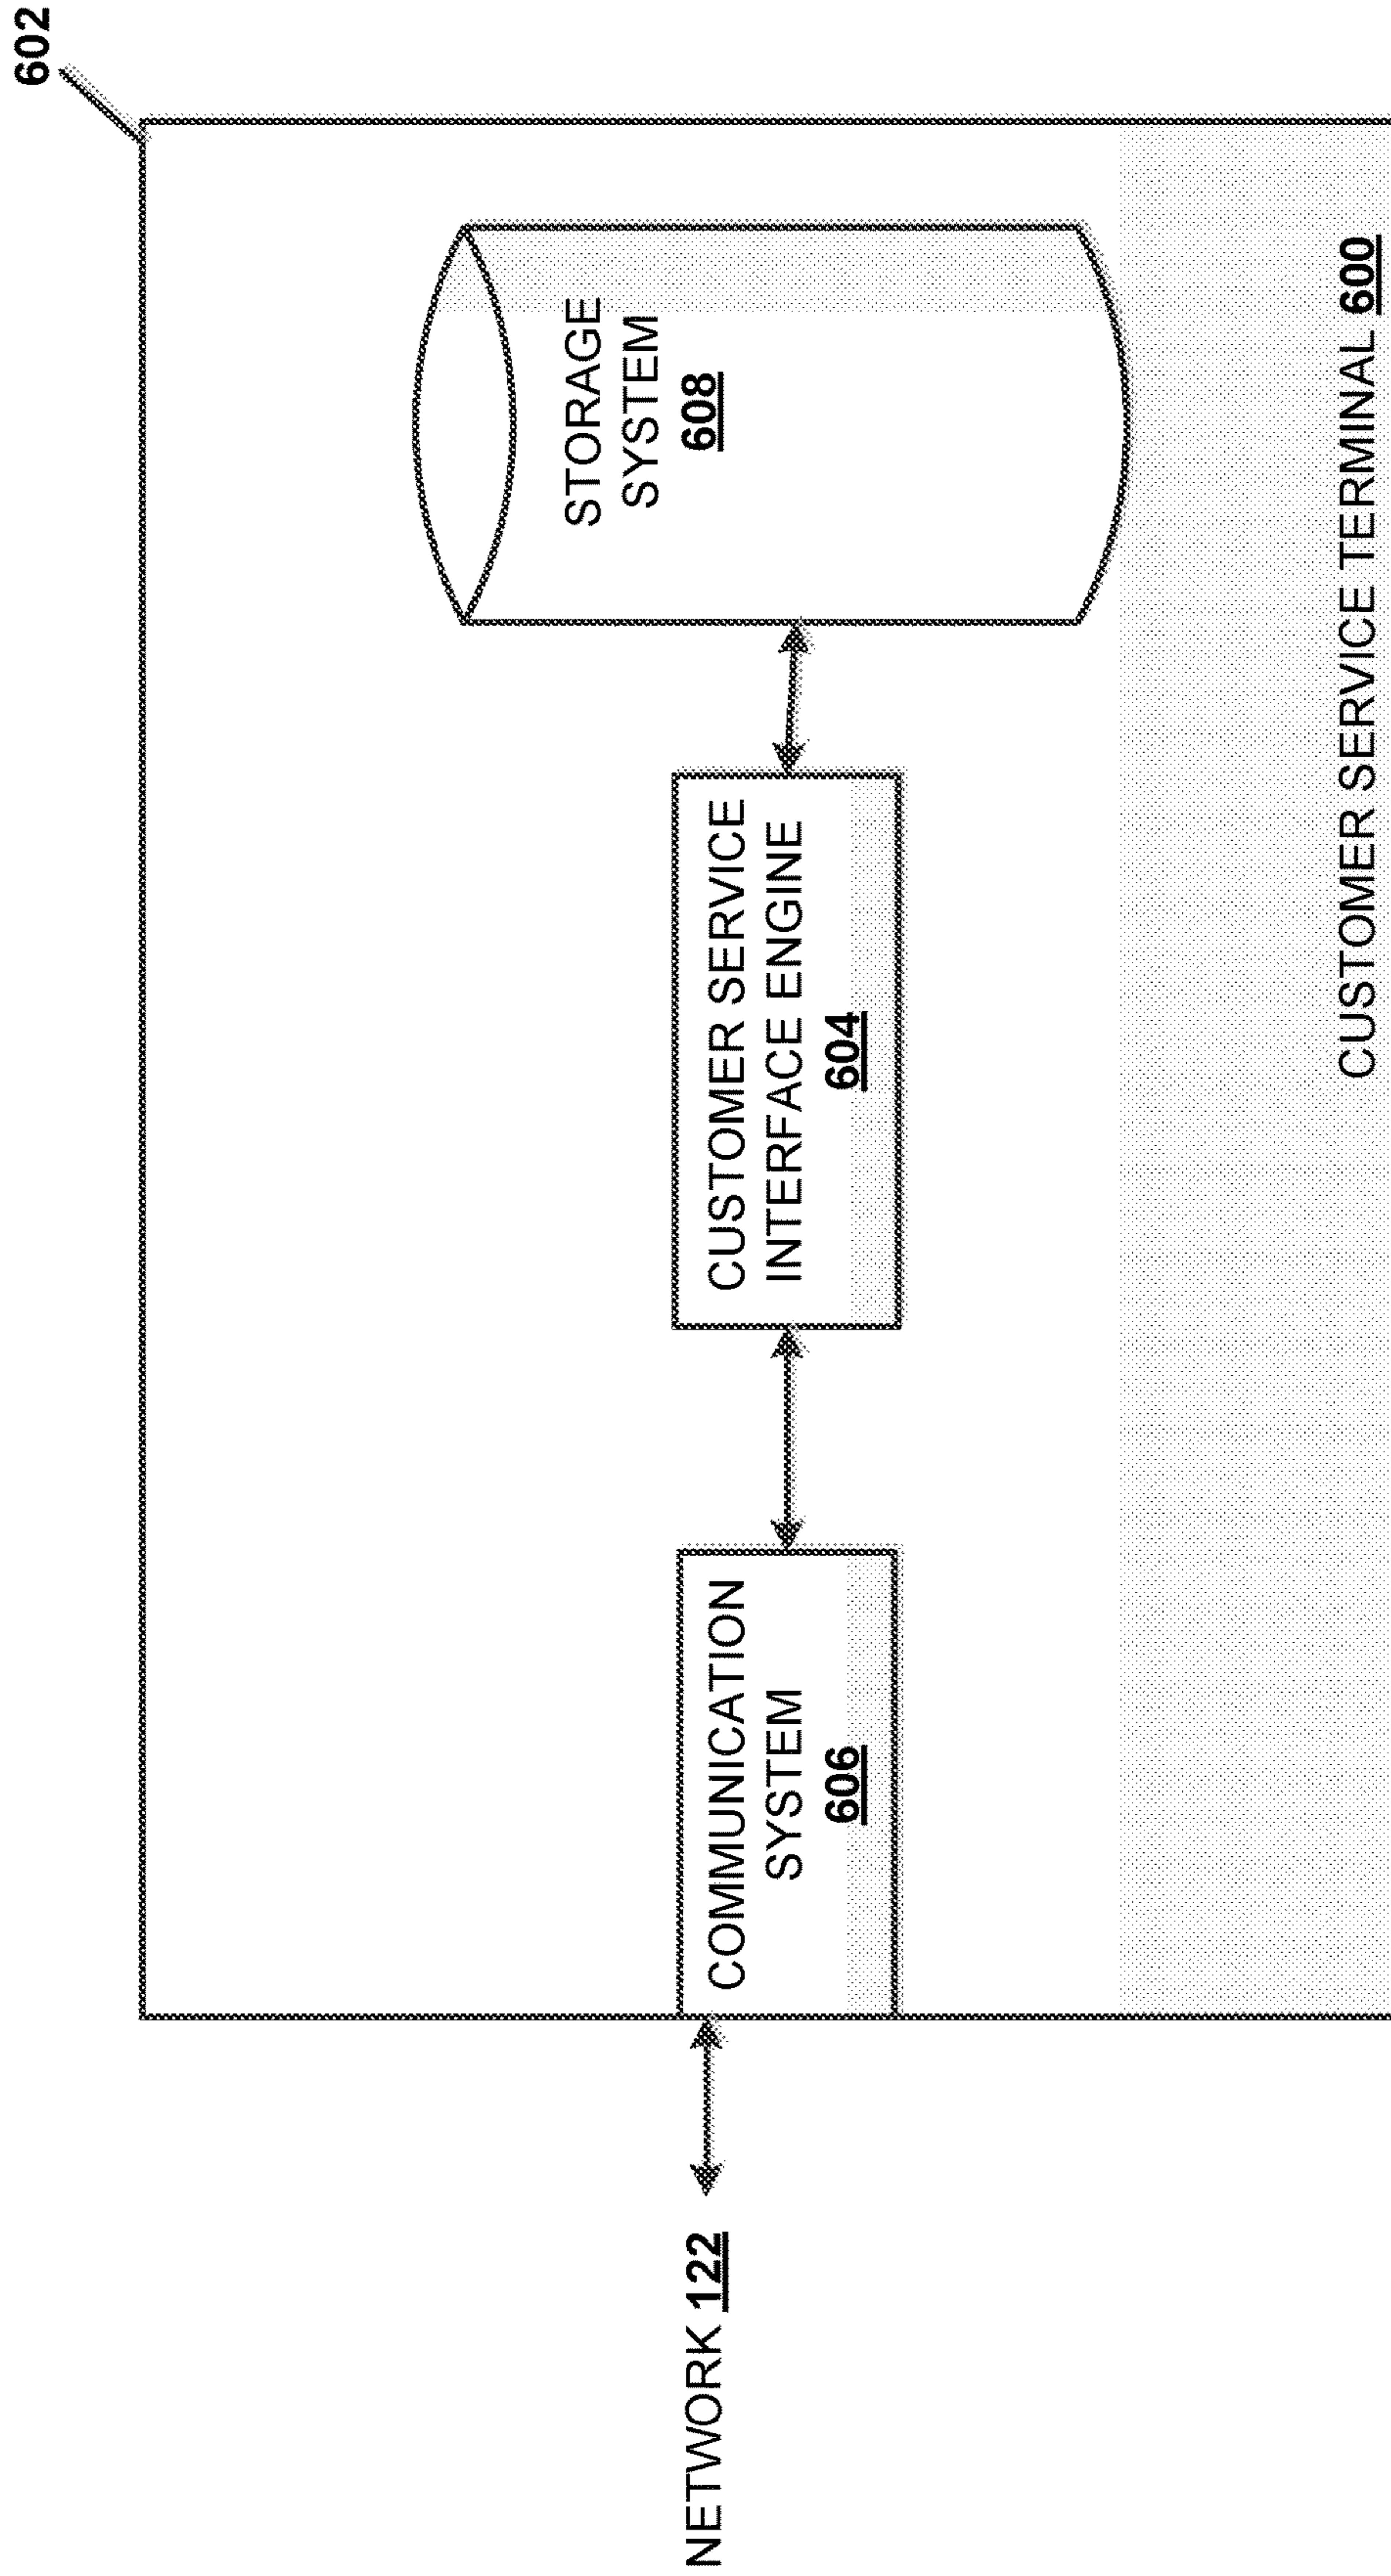 602
NETWORK 122
COMMUNICATION
SYSTEM
606
CUSTOMER SERVICE
INTERFACE ENGINE
604
STORAGE
SYSTEM
608
CUSTOMER SERVICE TERMINAL 600